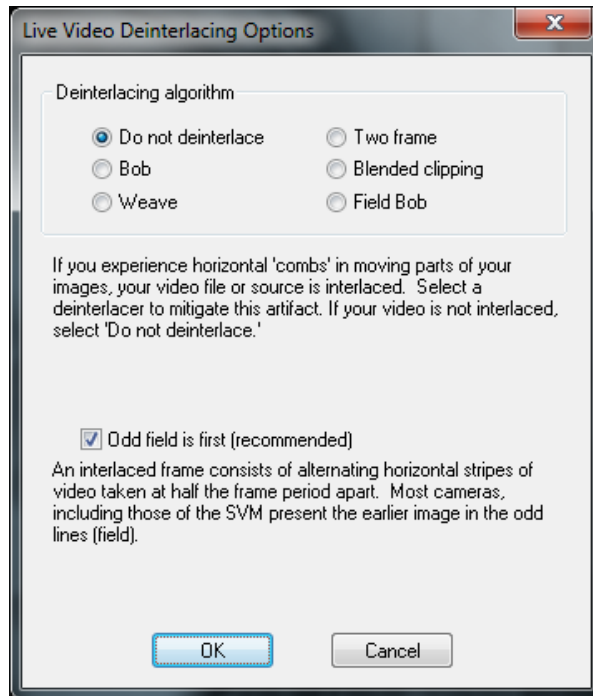 Live Video Deinterlacing Options
X
Deinterlacing algorithm
Do not deinterlace
Two frame
Bob
Blended clipping
Weave
Field Bob
If you experience horizontal 'combs' in moving parts of your
images, your video file or source is interlaced.  Select a
deinterlacer to mitigate this artifact. If your video is not interlaced,
select 'Do not deinterlace.'
Odd field is first (recommended)
An interlaced frame consists of alternating horizontal stripes of
video taken at half the frame period apart.  Most cameras,
including those of the SVM present the earlier image in the odd
lines (field).
OK
Cancel